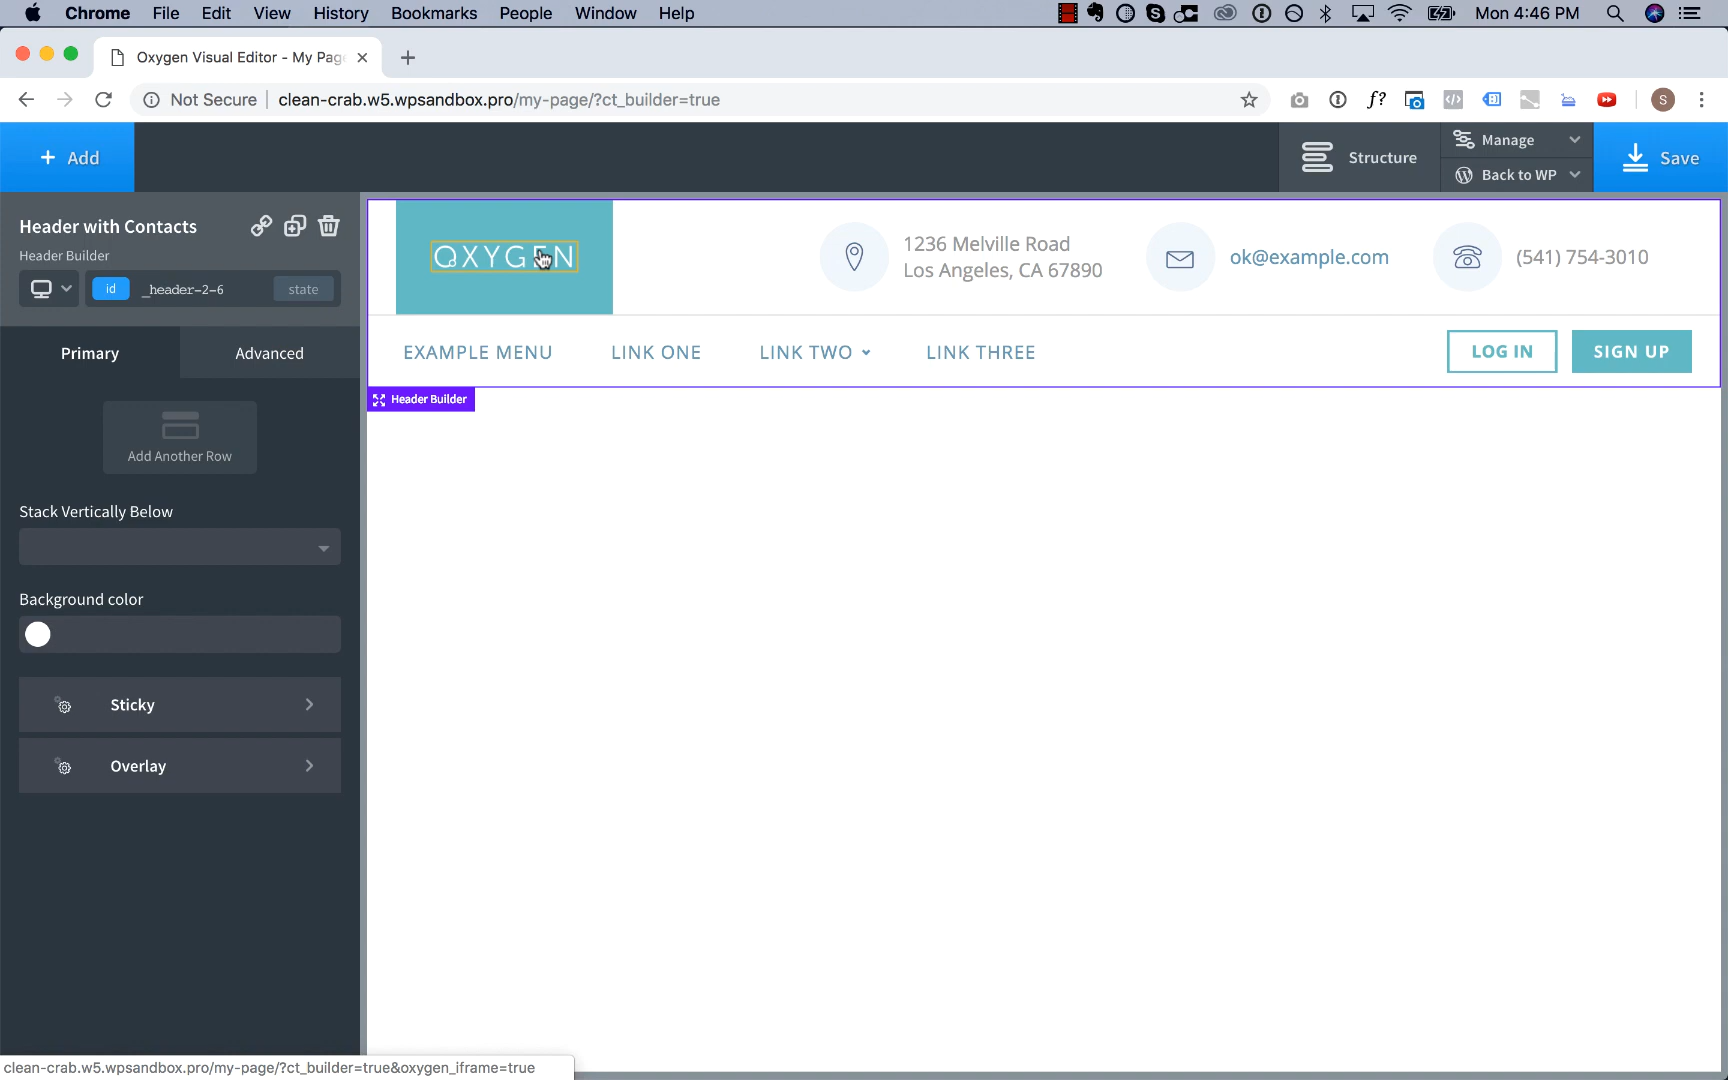 Chrome File Edit View History Bookmarks People Window Help Mon 4:46 PM
Oxygen Visual Editor - My Pag
Not Secure clean-crab.w5.wpsandbox.pro/my-page/?ct_builder=true
f?
S
+ Add
Structure
Manage
Back to WP
Save
Header with Contacts
Header Builder
id _header-2-6 state
Primary Advanced
Add Another Row
Stack Vertically Below
Background color
Sticky
Overlay
OXYGEN
1236 Melville Road
Los Angeles, CA 67890
ok@example.com
(541) 754-3010
EXAMPLE MENU LINK ONE LINK TWO LINK THREE
LOG IN SIGN UP
Header Builder
clean-crab.w5.wpsandbox.pro/my-page/?ct_builder=true&oxygen_iframe=true